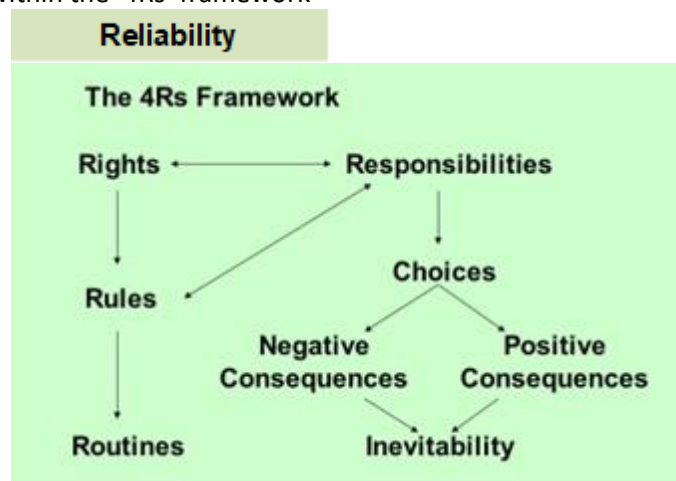 within the 4Rs framework
Reliability
The 4Rs Framework
Rights Responsibilities
Choices
Rules
Negative Positive
Consequences Consequences
Routines Inevitability